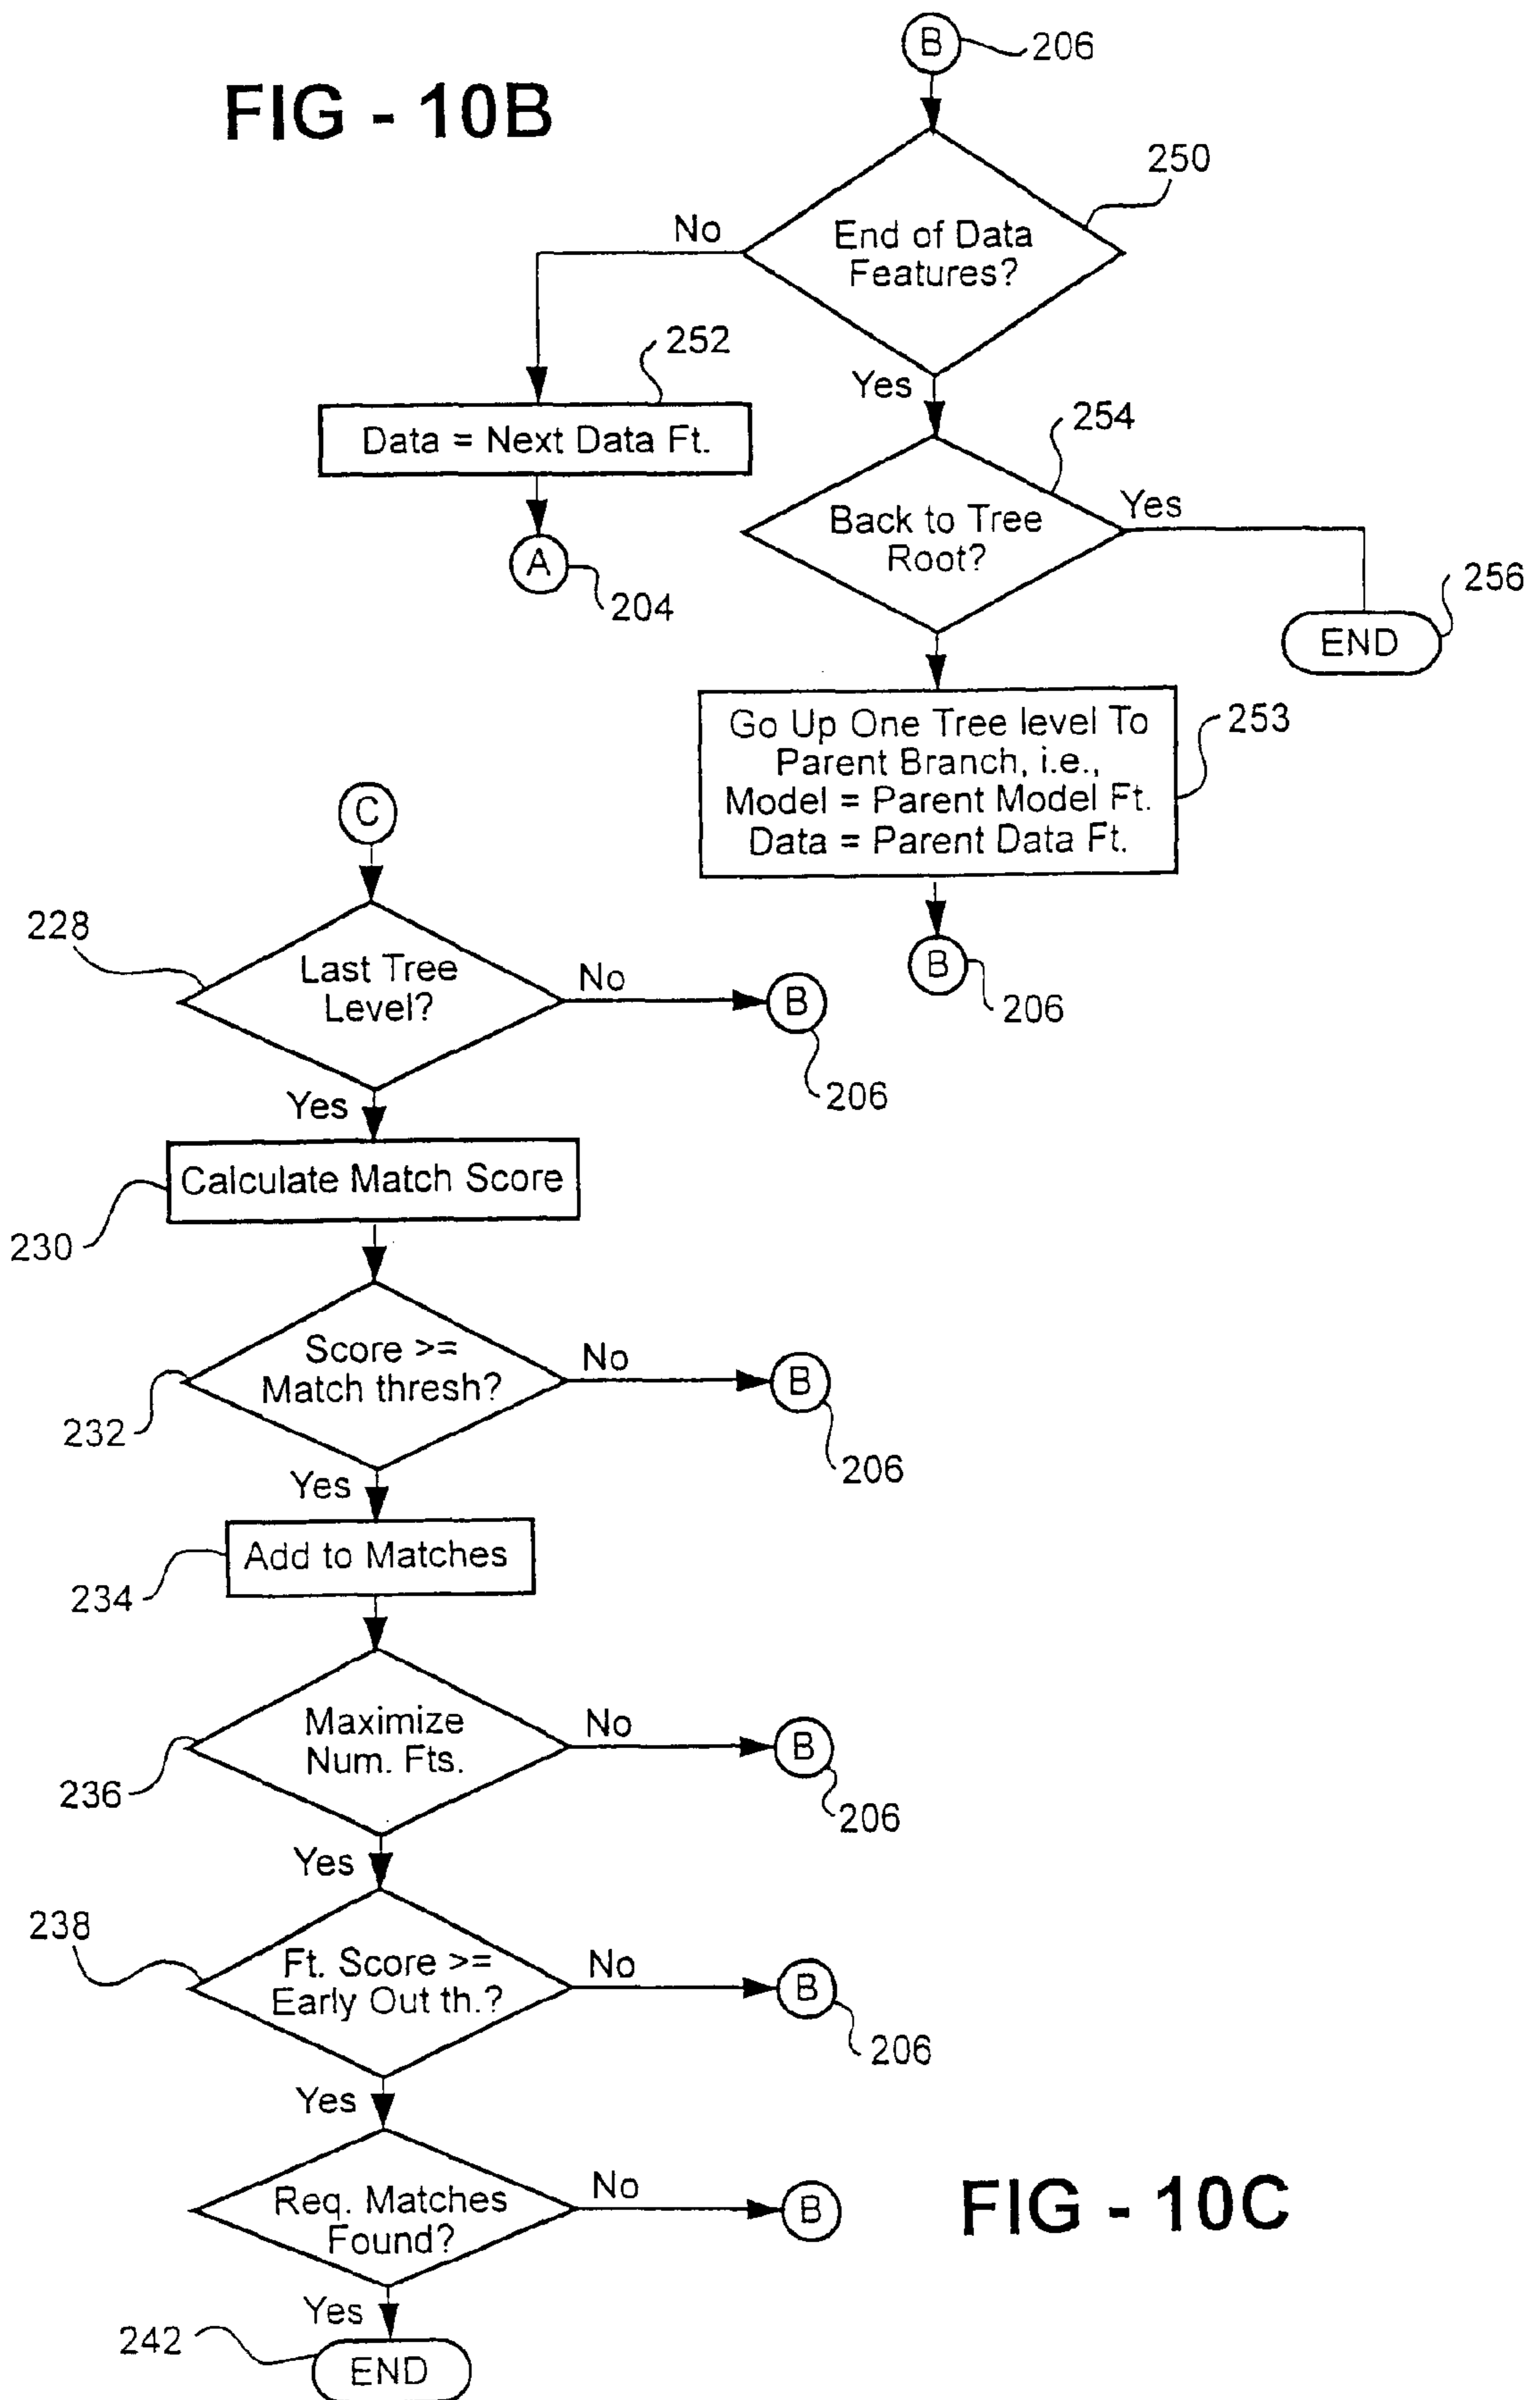 FIG - 10B
B
206
250
End of Data
Features?
No
252
Data = Next Data Ft.
A
204
Yes
254
Back to Tree
Root?
Yes
256
END
Go Up One Tree level To
Parent Branch, i.e.,
Model = Parent Model Ft.
Data = Parent Data Ft.
253
B
206
C
228
Last Tree
Level?
No
B
206
Yes
Calculate Match Score
230
Score >=
Match thresh?
No
B
232
206
Yes
Add to Matches
234
Maximize
Num. Fts.
No
B
236
206
Yes
238
Ft. Score >=
Early Out th.?
No
B
206
Yes
Req. Matches
Found?
No
B
FIG - 10C
Yes
242
END